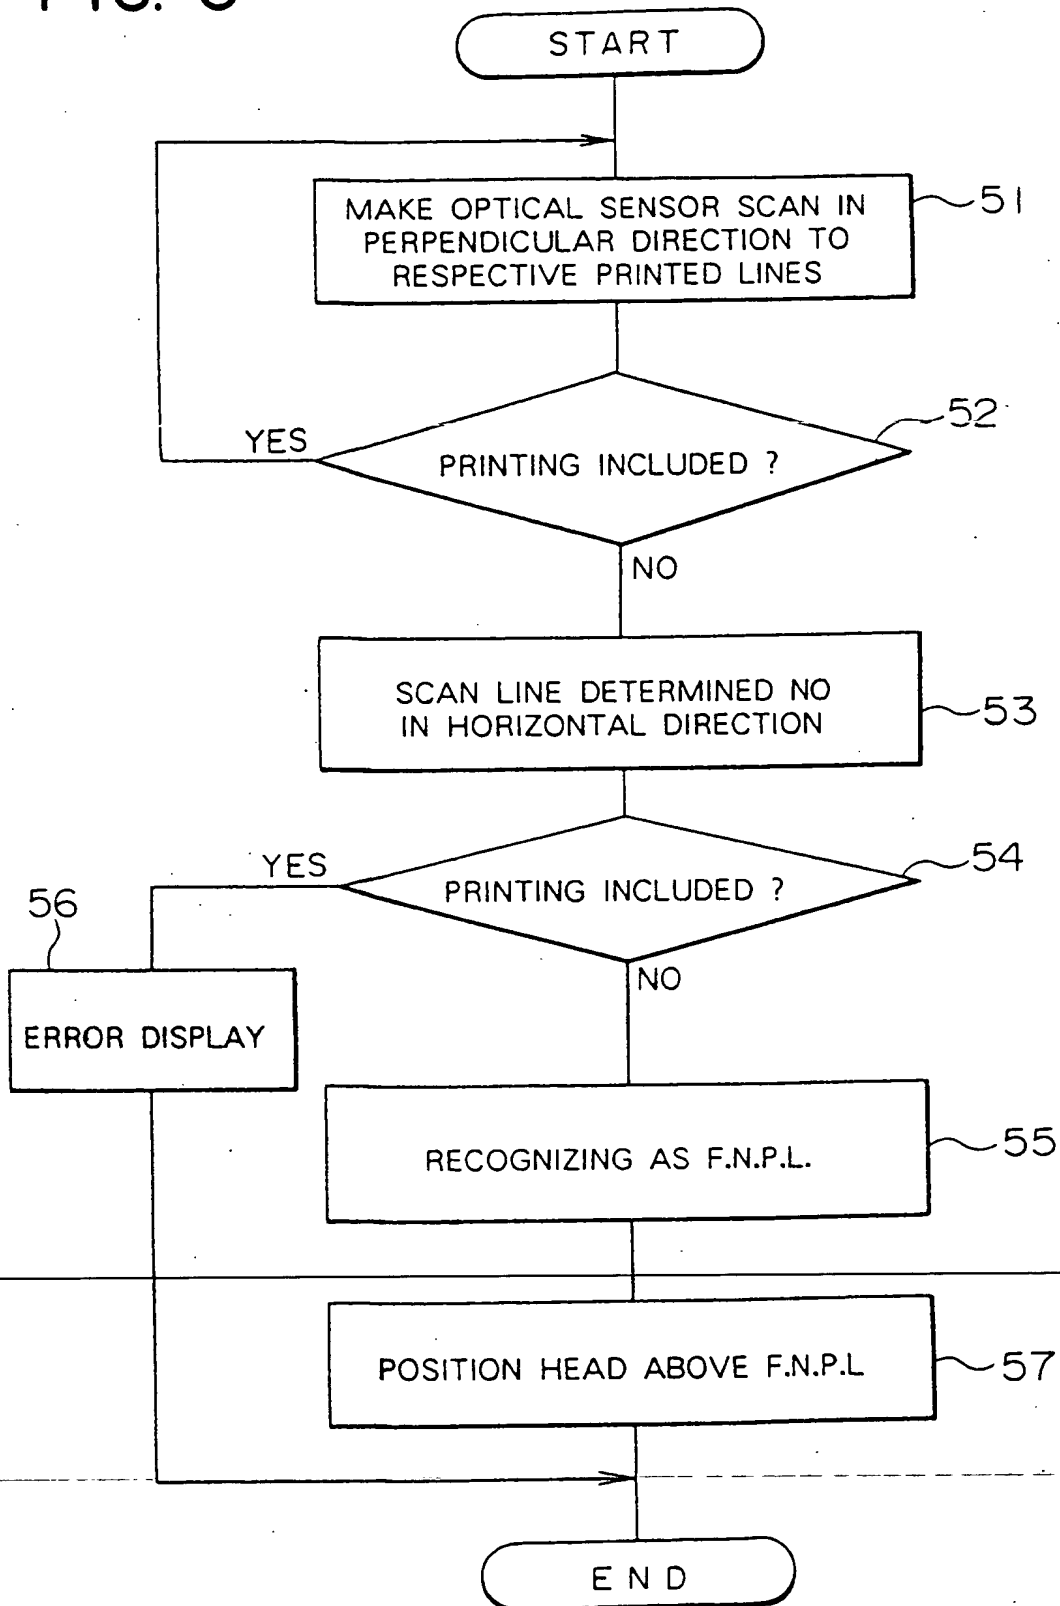 START
MAKE OPTICAL SENSOR SCAN IN
PERPENDICULAR DIRECTION TO
RESPECTIVE PRINTED LINES
51
PRINTING INCLUDED ?
52
YES
NO
SCAN LINE DETERMINED NO
IN HORIZONTAL DIRECTION
53
PRINTING INCLUDED ?
54
YES
NO
56
ERROR DISPLAY
RECOGNIZING AS F.N.P.L.
55
POSITION HEAD ABOVE F.N.P.L
57
END